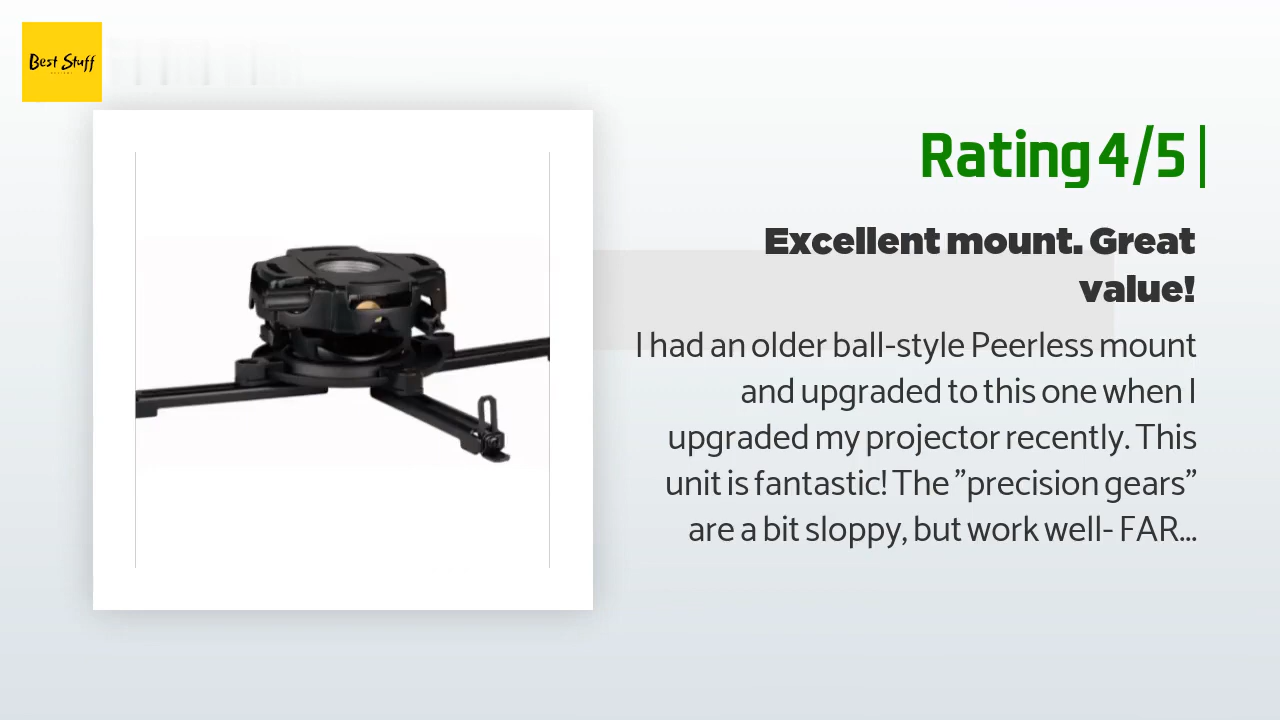 Best Stuff
Rating 4/5
Excellent mount. Great
value!
I had an older ball-style Peerless mount
and upgraded to this one when I
upgraded my projector recently. This
unit is fantastic! The ”precision gears”
are a bit sloppy, but work well- FAR...